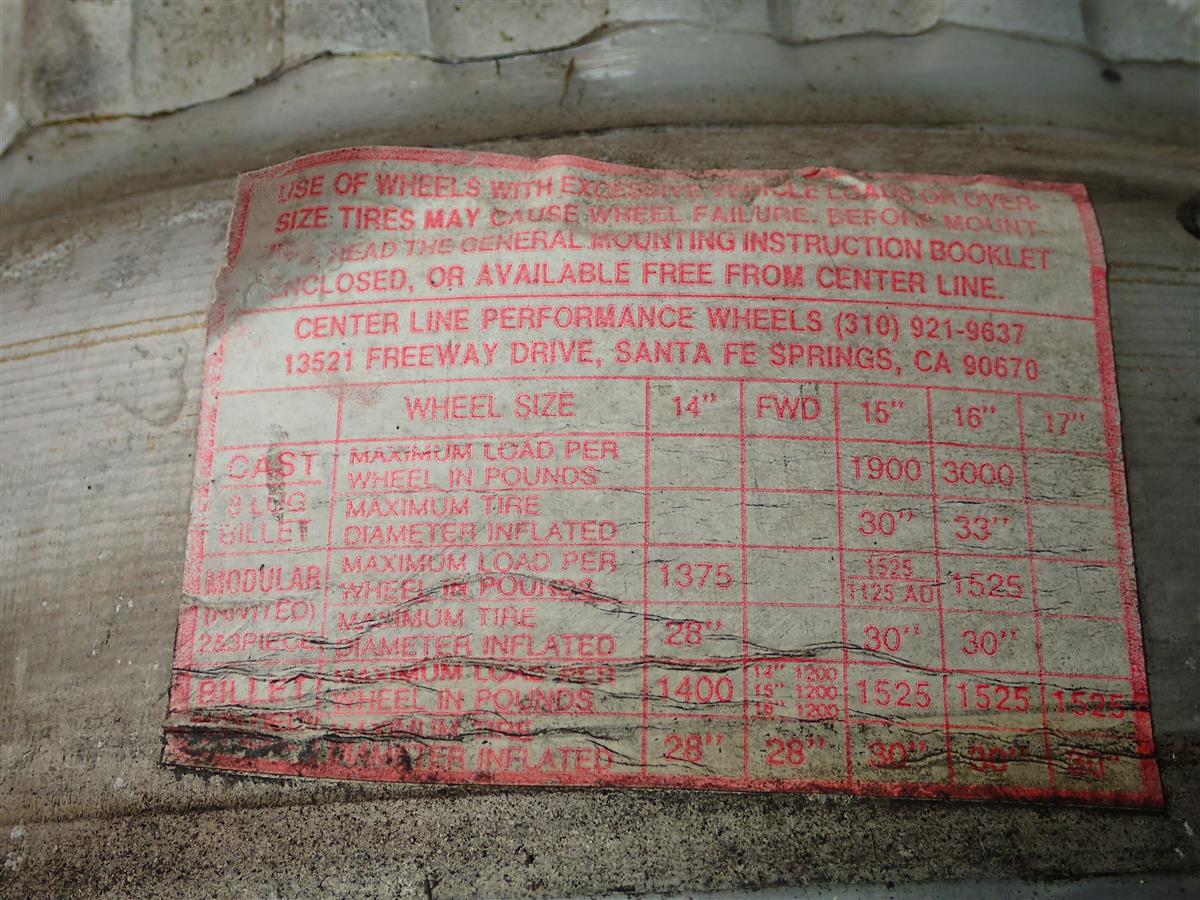 USE OF WHEELS WITH EXCESSIVE VEHICLE LOADS OR OVER-
SIZE TIRES MAY CAUSE WHEEL FAILURE. BEFORE MOUNT-
READ THE GENERAL MOUNTING INSTRUCTION BOOKLET
ENCLOSED, OR AVAILABLE FREE FROM CENTER LINE.
CENTER LINE PERFORMANCE WHEELS (310) 921-9637
13521 FREEWAY DRIVE, SANTA FE SPRINGS, CA 90670
WHEEL SIZE 14" FWD 15" 16" 17"
CAST
8 LUG
BILLET
MAXIMUM LOAD PER
WHEEL IN POUNDS
1900 3000
MAXIMUM TIRE
DIAMETER INFLATED
30" 33"
MODULAR
(RIVITED)
2&3PIECE
MAXIMUM LOAD PER
WHEEL IN POUNDS
1375
1525
1125 AD
1525
MAXIMUM TIRE
DIAMETER INFLATED
28" 30" 30"
BILLET
MAXIMUM LOAD PER
WHEEL IN POUNDS
1400
14" 1200
15" 1200
16" 1200
1525 1525 1525
MAXIMUM TIRE
DIAMETER INFLATED
28" 28" 30" 30" 30"